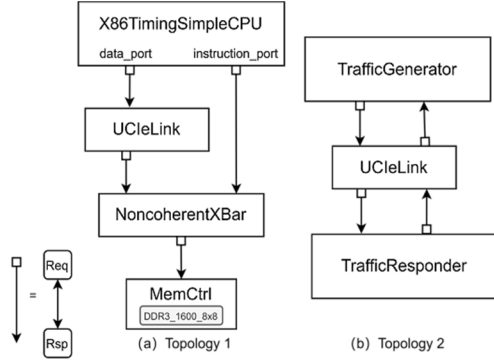 X86TimingSimpleCPU
data_port instruction_port
UCIeLink
NoncoherentXBar
MemCtrl
DDR3_1600_8x8
(a) Topology 1
TrafficGenerator
UCIeLink
TrafficResponder
(b) Topology 2
Req
=
Rsp